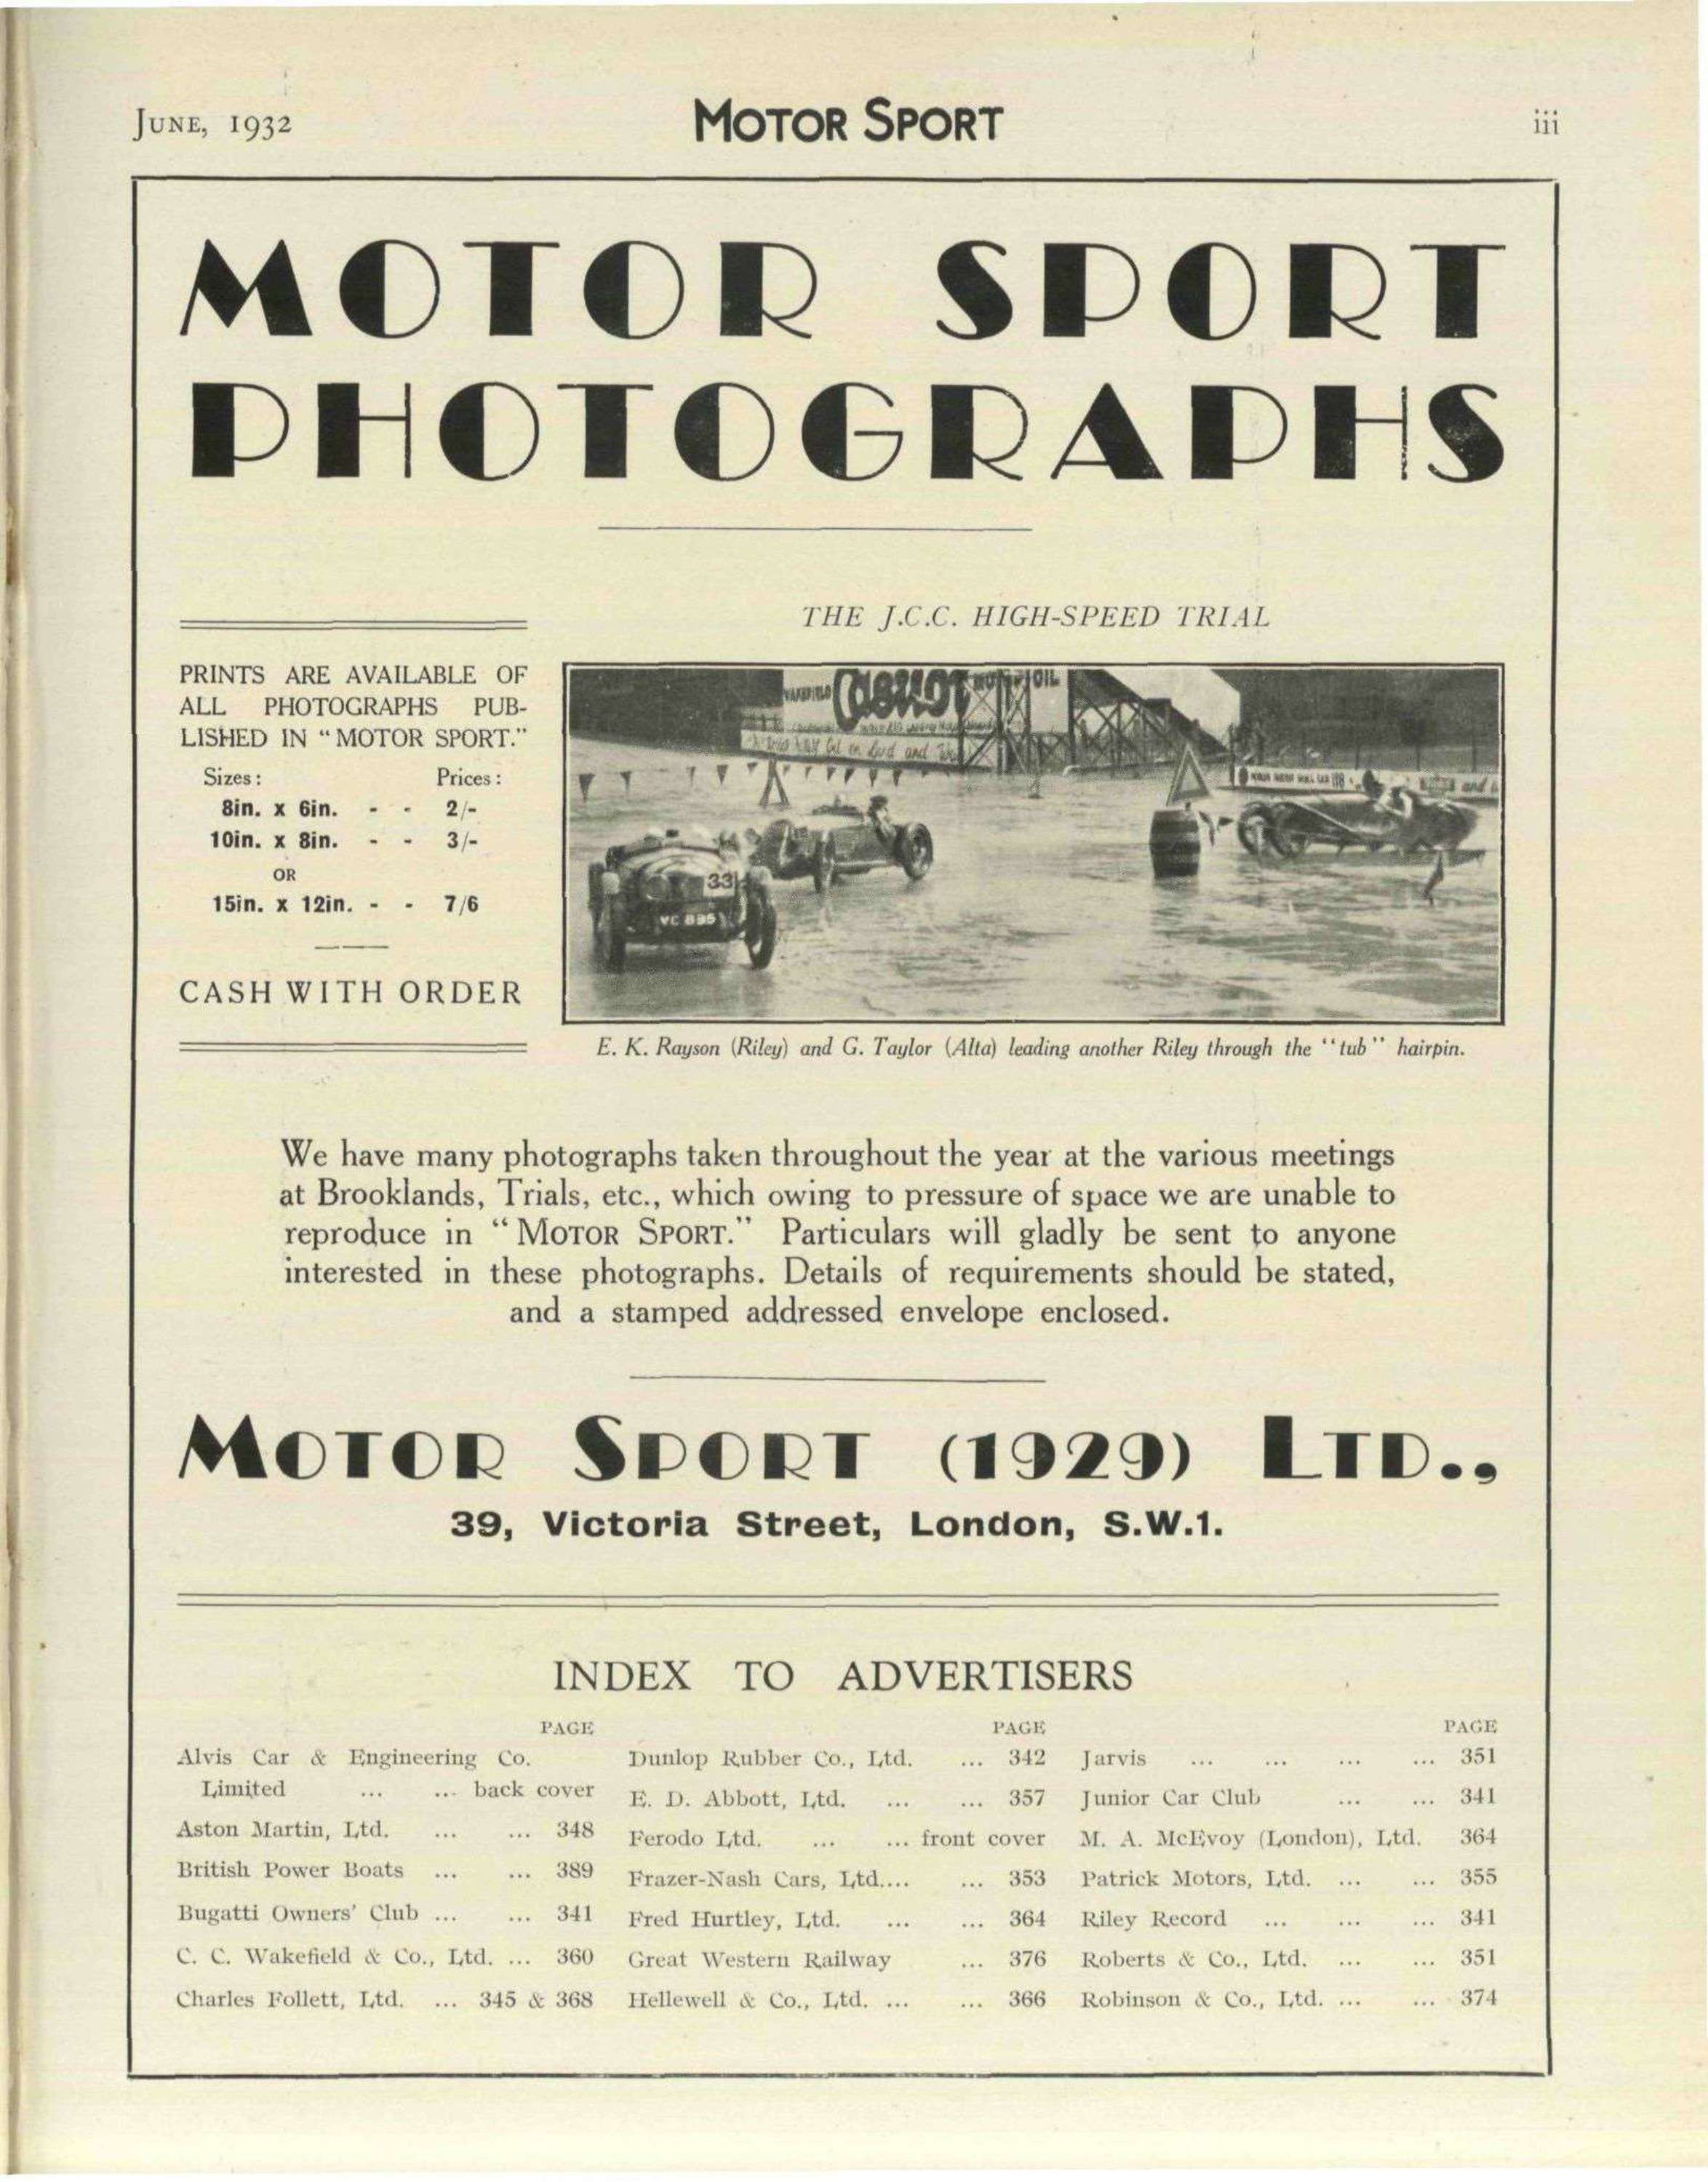 JUNE, 1932
MOTOR SPORT
iii
MOTOR SPORT
PHOTOGRAPHS
THE J.C.C. HIGH-SPEED TRIAL
PRINTS ARE AVAILABLE OF
ALL PHOTOGRAPHS PUB-
LISHED IN "MOTOR SPORT."
Sizes: Prices:
8in. x 6in. - - 2/-
10in. x 8in. - - 3/-
OR
15in. x 12in. - - 7/6
CASH WITH ORDER
WAKEFIELD Castrol MOTOR OIL
33
VC 895
E. K. Rayson (Riley) and G. Taylor (Alta) leading another Riley through the "tub" hairpin.
We have many photographs taken throughout the year at the various meetings
at Brooklands, Trials, etc., which owing to pressure of space we are unable to
reproduce in "MOTOR SPORT." Particulars will gladly be sent to anyone
interested in these photographs. Details of requirements should be stated,
and a stamped addressed envelope enclosed.
MOTOR SPORT (1929) LTD.,
39, Victoria Street, London, S.W.1.
INDEX TO ADVERTISERS
PAGE
Alvis Car & Engineering Co.
Limited ... ... back cover
Aston Martin, Ltd. ... ... 348
British Power Boats ... ... 389
Bugatti Owners' Club ... ... 341
C. C. Wakefield & Co., Ltd. ... 360
Charles Follett, Ltd. ... 345 & 368
PAGE
Dunlop Rubber Co., Ltd. ... 342
E. D. Abbott, Ltd. ... ... 357
Ferodo Ltd. ... ... front cover
Frazer-Nash Cars, Ltd.... ... 353
Fred Hurtley, Ltd. ... ... 364
Great Western Railway ... 376
Hellewell & Co., Ltd. ... ... 366
PAGE
Jarvis ... ... ... ... 351
Junior Car Club ... ... 341
M. A. McEvoy (London), Ltd. 364
Patrick Motors, Ltd. ... ... 355
Riley Record ... ... ... 341
Roberts & Co., Ltd. ... ... 351
Robinson & Co., Ltd. ... ... 374